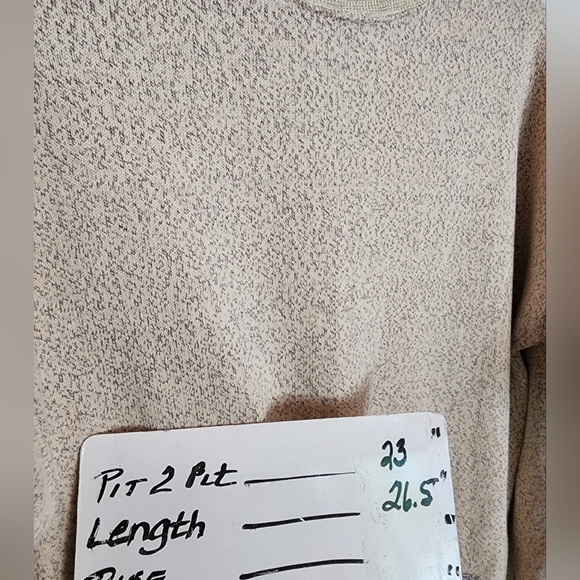 Pit 2 Pit — 23"
Length — 26.5"